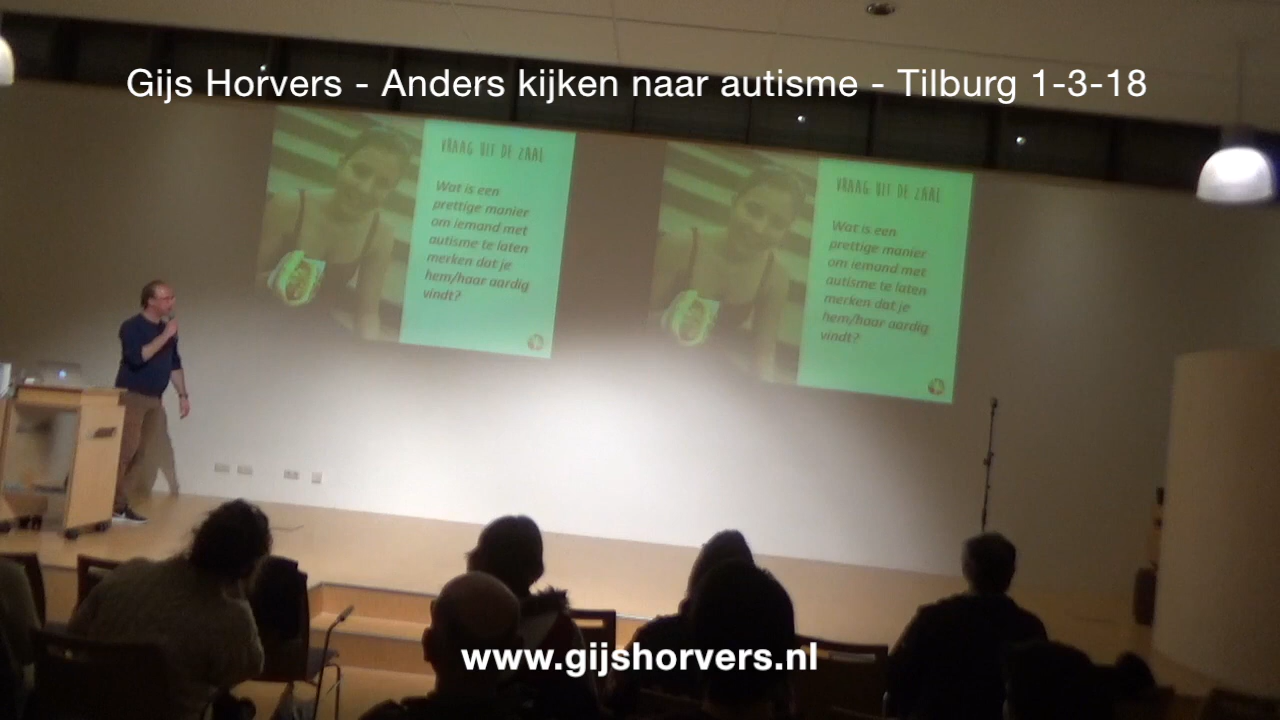 Gijs Horvers - Anders kijken naar autisme - Tilburg 1-3-18
VRAAG UIT DE ZAAL
Wat is een
prettige manier
om iemand met
autisme te laten
merken dat je
hem/haar aardig
vindt?
VRAAG UIT DE ZAAL
Wat is een
prettige manier
om iemand met
autisme te laten
merken dat je
hem/haar aardig
vindt?
www.gijshorvers.nl